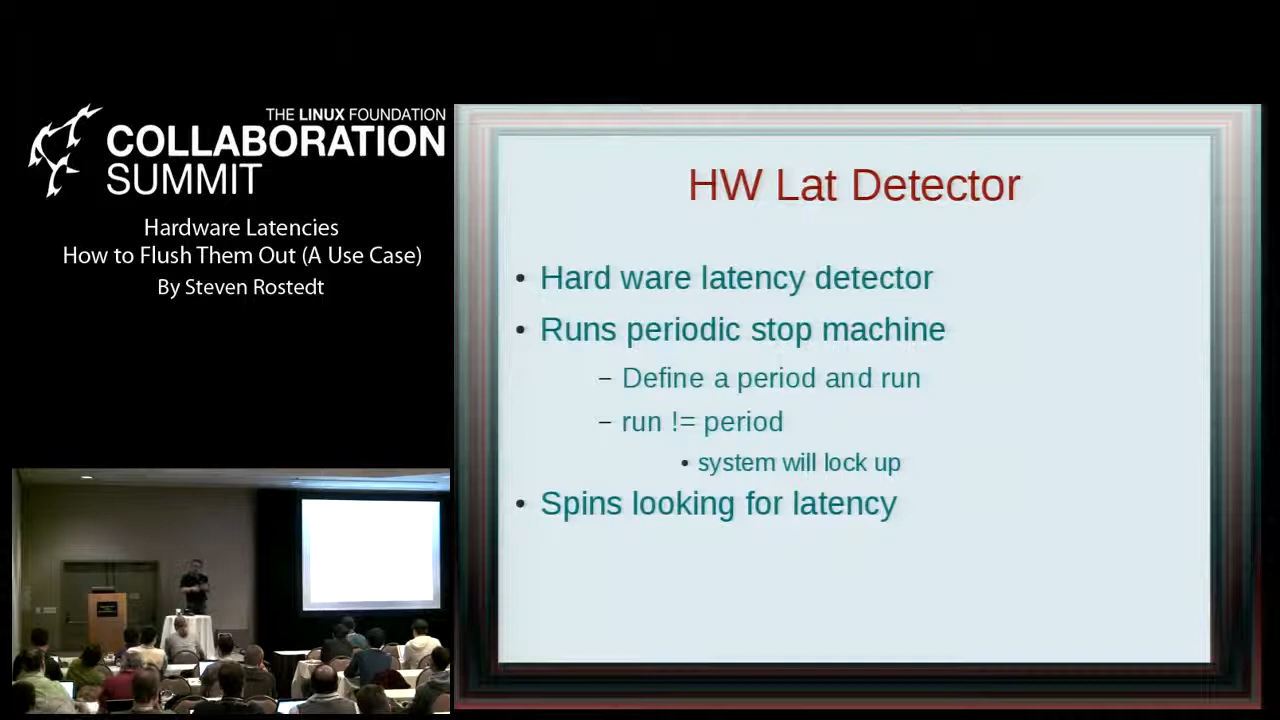 THE LINUX FOUNDATION
COLLABORATION
SUMMIT
Hardware Latencies
How to Flush Them Out (A Use Case)
By Steven Rostedt
HW Lat Detector
• Hard ware latency detector
• Runs periodic stop machine
– Define a period and run
– run != period
• system will lock up
• Spins looking for latency